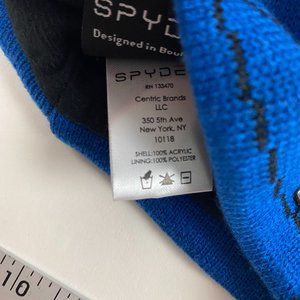 SPYDE
Designed in Bou
SPYDE
RN 133470
Centric Brands
LLC
350 5th Ave
New York, NY
10118
SHELL:100% ACRYLIC
LINING:100% POLYESTER
10